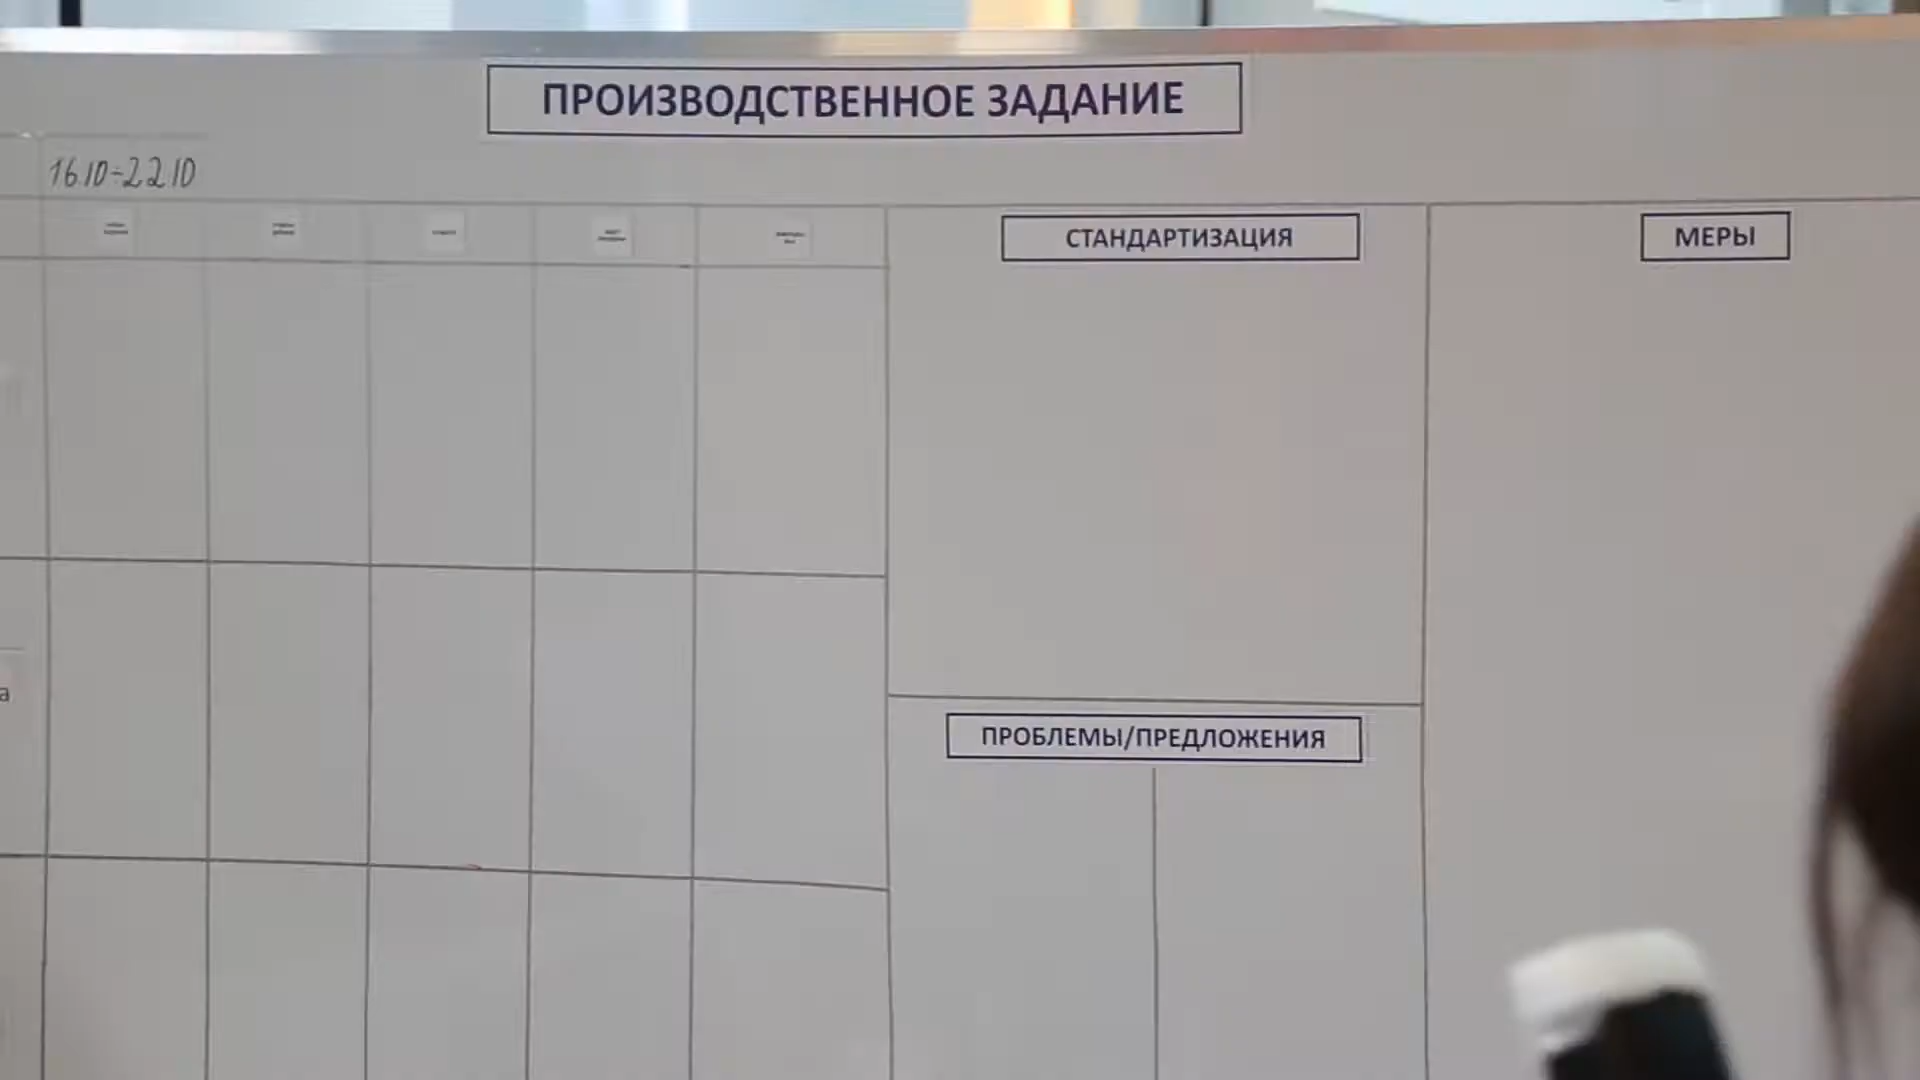 ПРОИЗВОДСТВЕННОЕ ЗАДАНИЕ
16.10-22.10
СТАНДАРТИЗАЦИЯ
МЕРЫ
а
ПРОБЛЕМЫ/ПРЕДЛОЖЕНИЯ